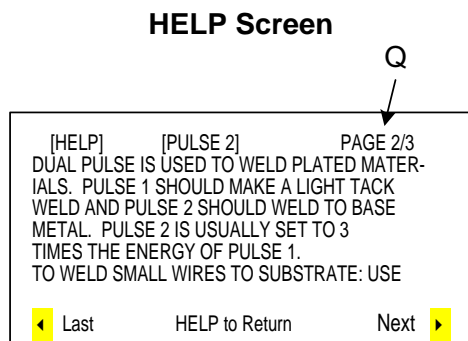 HELP Screen
Q
[HELP] [PULSE 2] PAGE 2/3
DUAL PULSE IS USED TO WELD PLATED MATER-
IALS. PULSE 1 SHOULD MAKE A LIGHT TACK
WELD AND PULSE 2 SHOULD WELD TO BASE
METAL. PULSE 2 IS USUALLY SET TO 3
TIMES THE ENERGY OF PULSE 1.
TO WELD SMALL WIRES TO SUBSTRATE: USE
Last HELP to Return Next